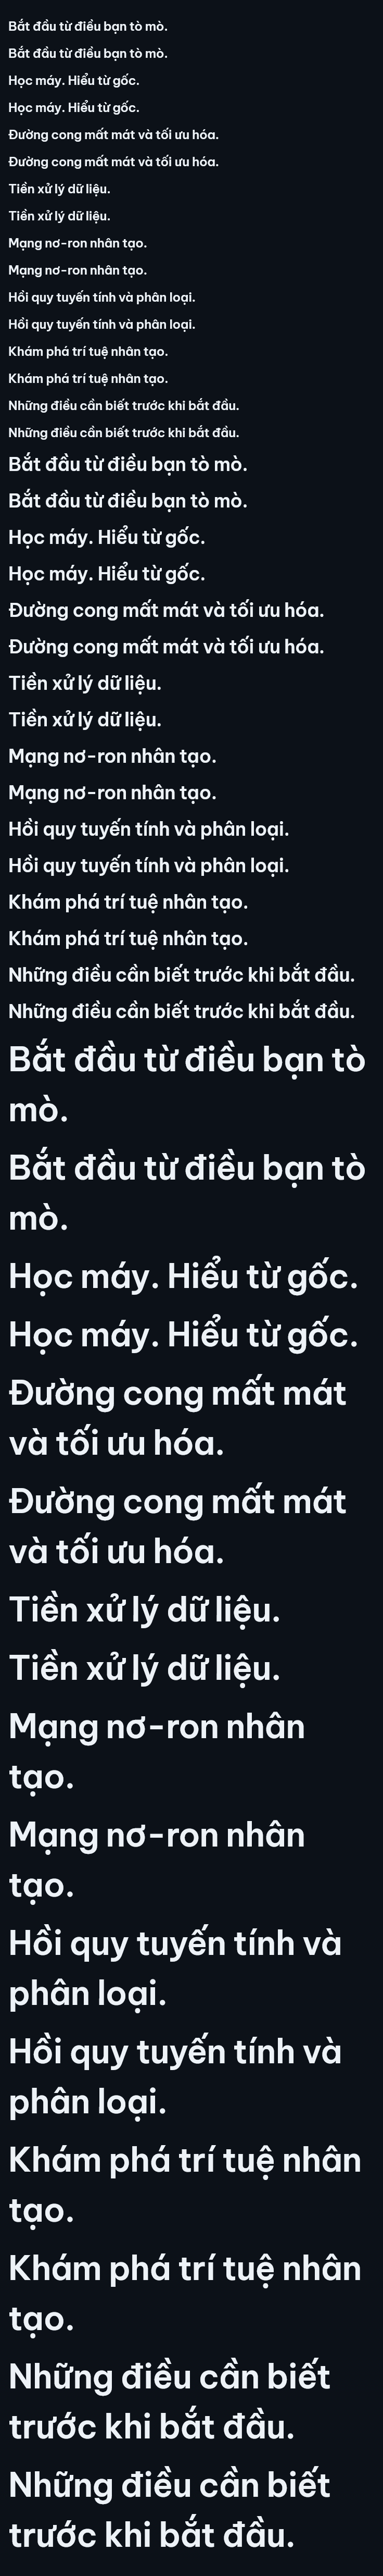 Bắt đầu từ điều bạn tò mò.
Bắt đầu từ điều bạn tò mò.
Học máy. Hiểu từ gốc.
Học máy. Hiểu từ gốc.
Đường cong mất mát và tối ưu hóa.
Đường cong mất mát và tối ưu hóa.
Tiền xử lý dữ liệu.
Tiền xử lý dữ liệu.
Mạng nơ-ron nhân tạo.
Mạng nơ-ron nhân tạo.
Hồi quy tuyến tính và phân loại.
Hồi quy tuyến tính và phân loại.
Khám phá trí tuệ nhân tạo.
Khám phá trí tuệ nhân tạo.
Những điều cần biết trước khi bắt đầu.
Những điều cần biết trước khi bắt đầu.
Bắt đầu từ điều bạn tò mò.
Bắt đầu từ điều bạn tò mò.
Học máy. Hiểu từ gốc.
Học máy. Hiểu từ gốc.
Đường cong mất mát và tối ưu hóa.
Đường cong mất mát và tối ưu hóa.
Tiền xử lý dữ liệu.
Tiền xử lý dữ liệu.
Mạng nơ-ron nhân tạo.
Mạng nơ-ron nhân tạo.
Hồi quy tuyến tính và phân loại.
Hồi quy tuyến tính và phân loại.
Khám phá trí tuệ nhân tạo.
Khám phá trí tuệ nhân tạo.
Những điều cần biết trước khi bắt đầu.
Những điều cần biết trước khi bắt đầu.
Bắt đầu từ điều bạn tò
mò.
Bắt đầu từ điều bạn tò
mò.
Học máy. Hiểu từ gốc.
Học máy. Hiểu từ gốc.
Đường cong mất mát
và tối ưu hóa.
Đường cong mất mát
và tối ưu hóa.
Tiền xử lý dữ liệu.
Tiền xử lý dữ liệu.
Mạng nơ-ron nhân
tạo.
Mạng nơ-ron nhân
tạo.
Hồi quy tuyến tính và
phân loại.
Hồi quy tuyến tính và
phân loại.
Khám phá trí tuệ nhân
tạo.
Khám phá trí tuệ nhân
tạo.
Những điều cần biết
trước khi bắt đầu.
Những điều cần biết
trước khi bắt đầu.